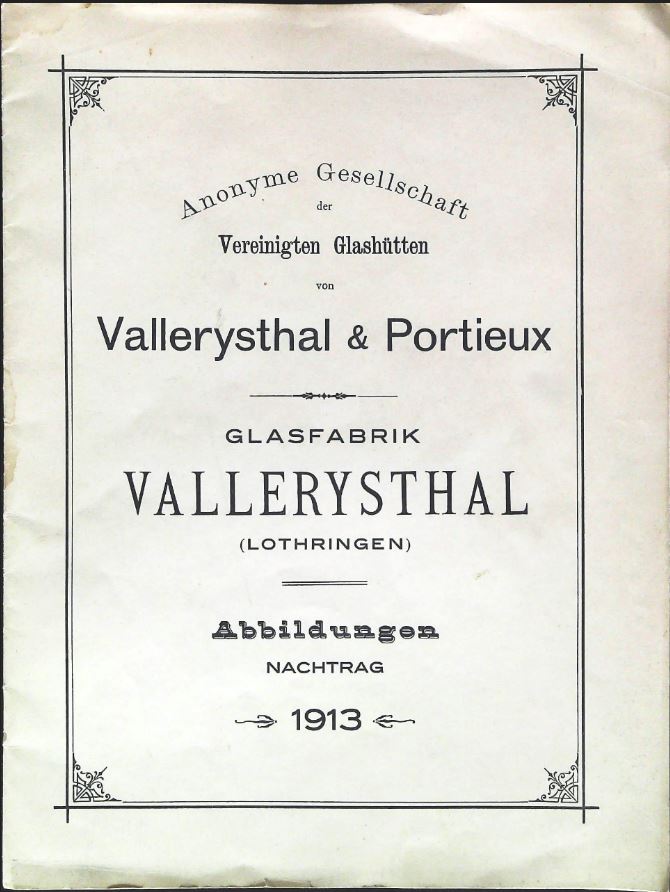 Anonyme Gesellschaft
der
Vereinigten Glashütten
von
Vallerysthal & Portieux
GLASFABRIK
VALLERYSTHAL
(LOTHRINGEN)
Abbildungen
NACHTRAG
1913